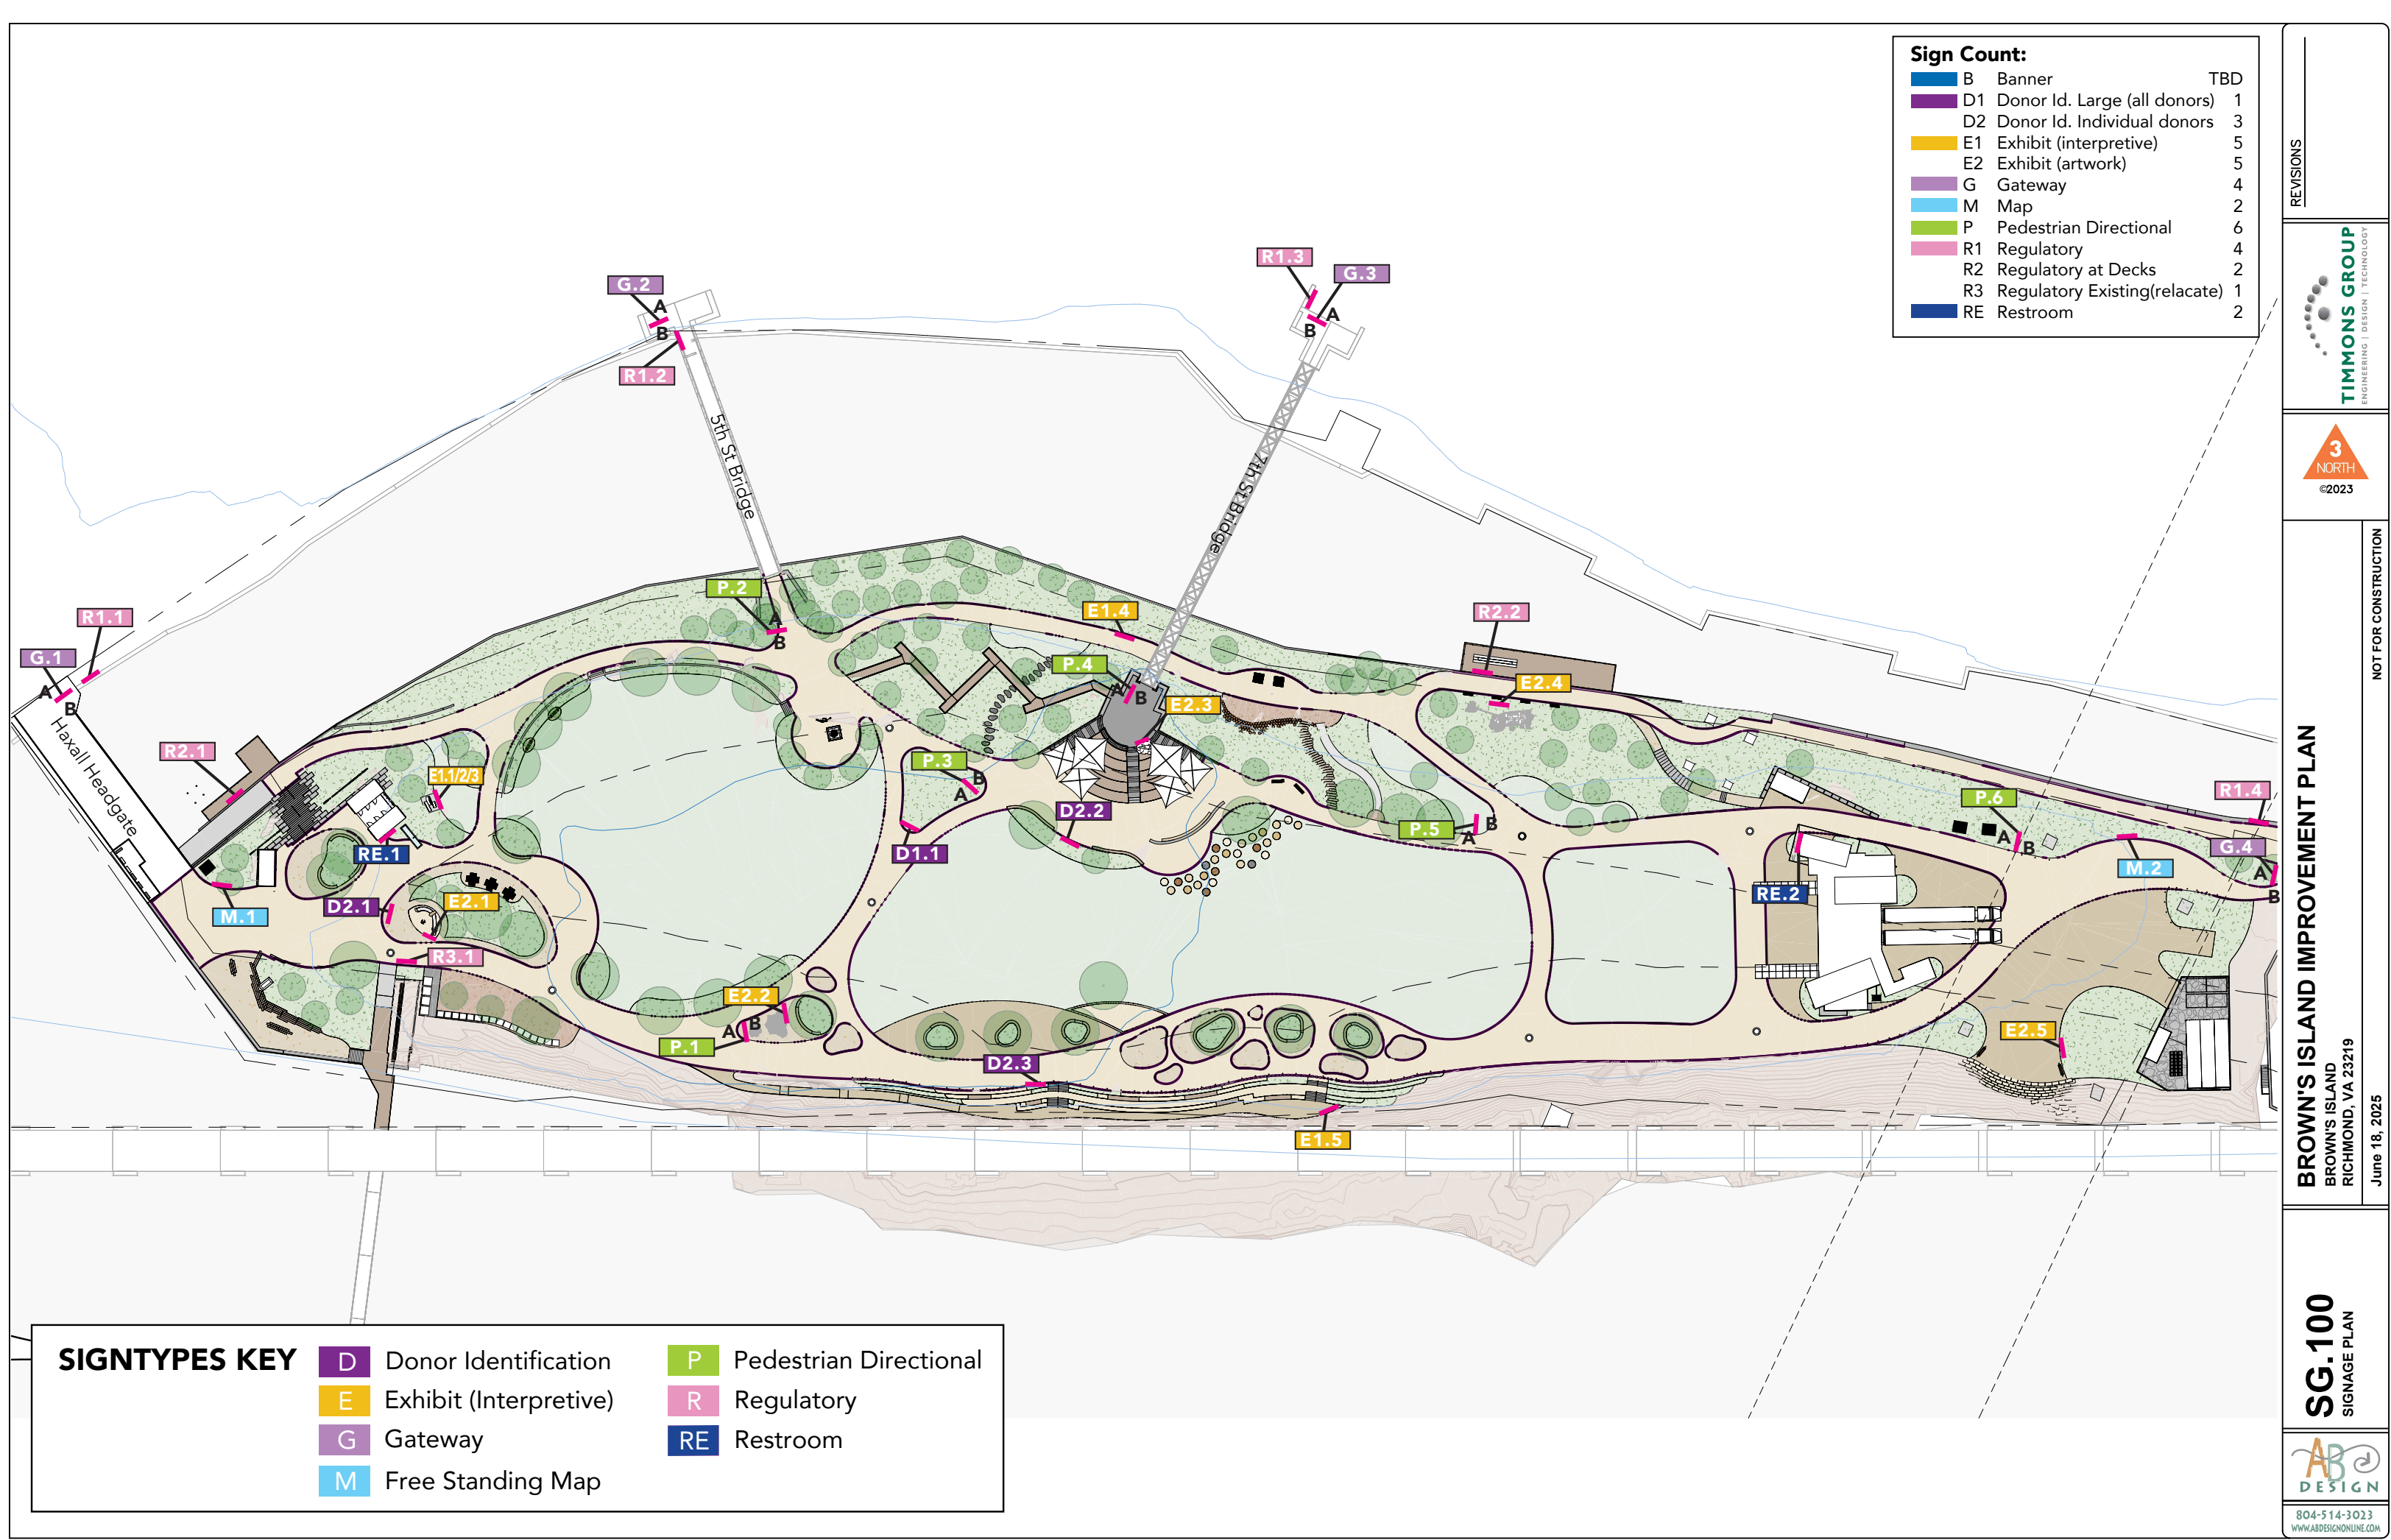 Sign Count:
B Banner TBD
D1 Donor Id. Large (all donors) 1
D2 Donor Id. Individual donors 3
E1 Exhibit (interpretive) 5
E2 Exhibit (artwork) 5
G Gateway 4
M Map 2
P Pedestrian Directional 6
R1 Regulatory 4
R2 Regulatory at Decks 2
R3 Regulatory Existing(relacate) 1
RE Restroom 2
R1.3
G.3
A
B
G.2
A
B
R1.2
5th St Bridge
7th St Bridge
P.2
A
B
E1.4
R2.2
R1.1
G.1
A
B
Haxall Headgate
P.4
A
B
E2.3
E2.4
R2.1
E1.1/2/3
P.3
B
A
D2.2
P.5
A
B
P.6
A
B
R1.4
RE.1
D1.1
G.4
A
B
M.2
M.1
D2.1
E2.1
RE.2
R3.1
E2.2
A
B
P.1
D2.3
E2.5
E1.5
SIGNTYPES KEY
D Donor Identification
E Exhibit (Interpretive)
G Gateway
M Free Standing Map
P Pedestrian Directional
R Regulatory
RE Restroom
REVISIONS
TIMMONS GROUP
ENGINEERING | DESIGN | TECHNOLOGY
3
NORTH
©2023
NOT FOR CONSTRUCTION
BROWN'S ISLAND IMPROVEMENT PLAN
BROWN'S ISLAND
RICHMOND, VA 23219
June 18, 2025
SG.100
SIGNAGE PLAN
AB
DESIGN
804-514-3023
WWW.ABDESIGNONLINE.COM